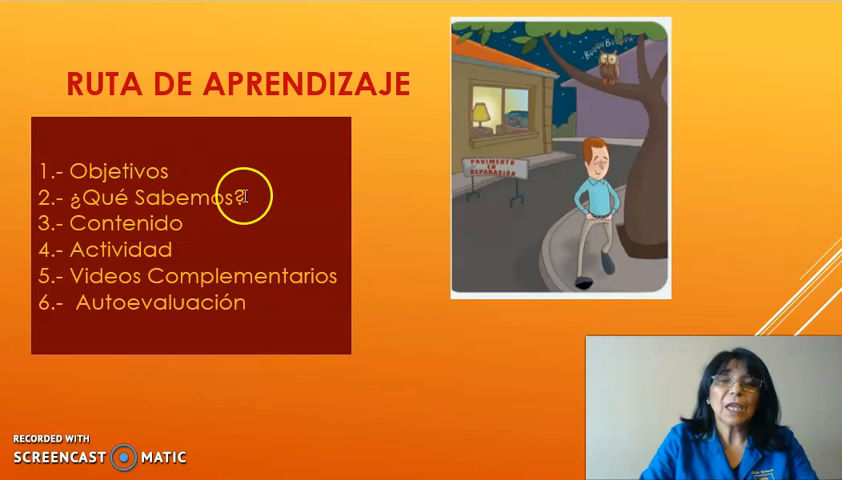 RUTA DE APRENDIZAJE
1.- Objetivos
2.- ¿Qué Sabemos?
3.- Contenido
4.- Actividad
5.- Videos Complementarios
6.- Autoevaluación
PAVIMENTO
EN
REPARACIÓN
RECORDED WITH
SCREENCAST MATIC